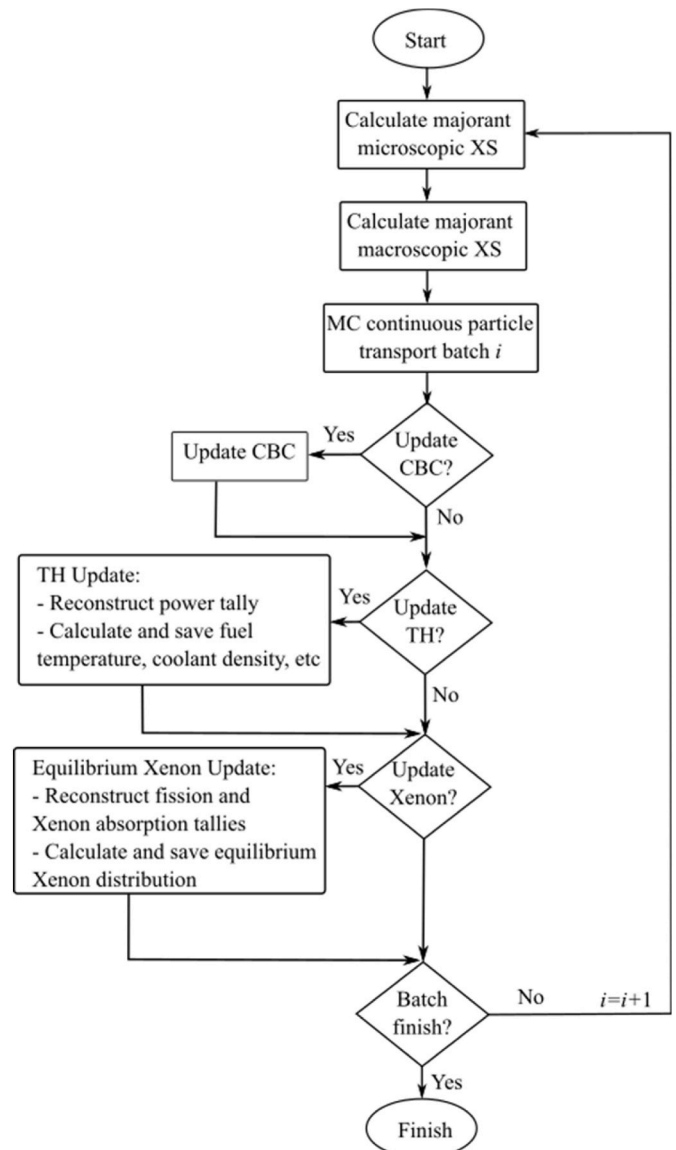 Start
Calculate majorant
microscopic XS
Calculate majorant
macroscopic XS
MC continuous particle
transport batch i
Update
CBC?
Yes
Update CBC
No
Update
TH?
Yes
TH Update:
- Reconstruct power tally
- Calculate and save fuel
temperature, coolant density, etc
No
Update
Xenon?
Yes
Equilibrium Xenon Update:
- Reconstruct fission and
Xenon absorption tallies
- Calculate and save equilibrium
Xenon distribution
Batch
finish?
No
i=i+1
Yes
Finish